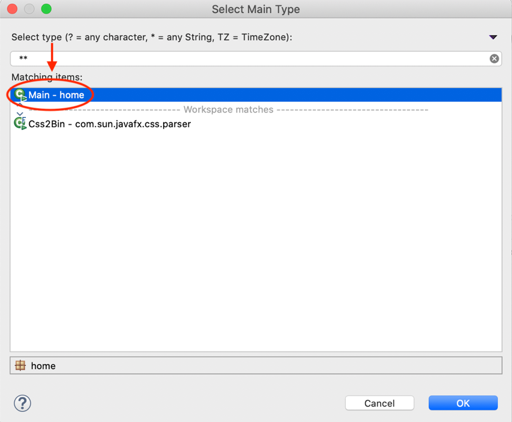 Select Main Type
Select type (? = any character, * = any String, TZ = TimeZone):
**
Matching items:
Main - home
Workspace matches
Css2Bin - com.sun.javafx.css.parser
home
?
Cancel
OK